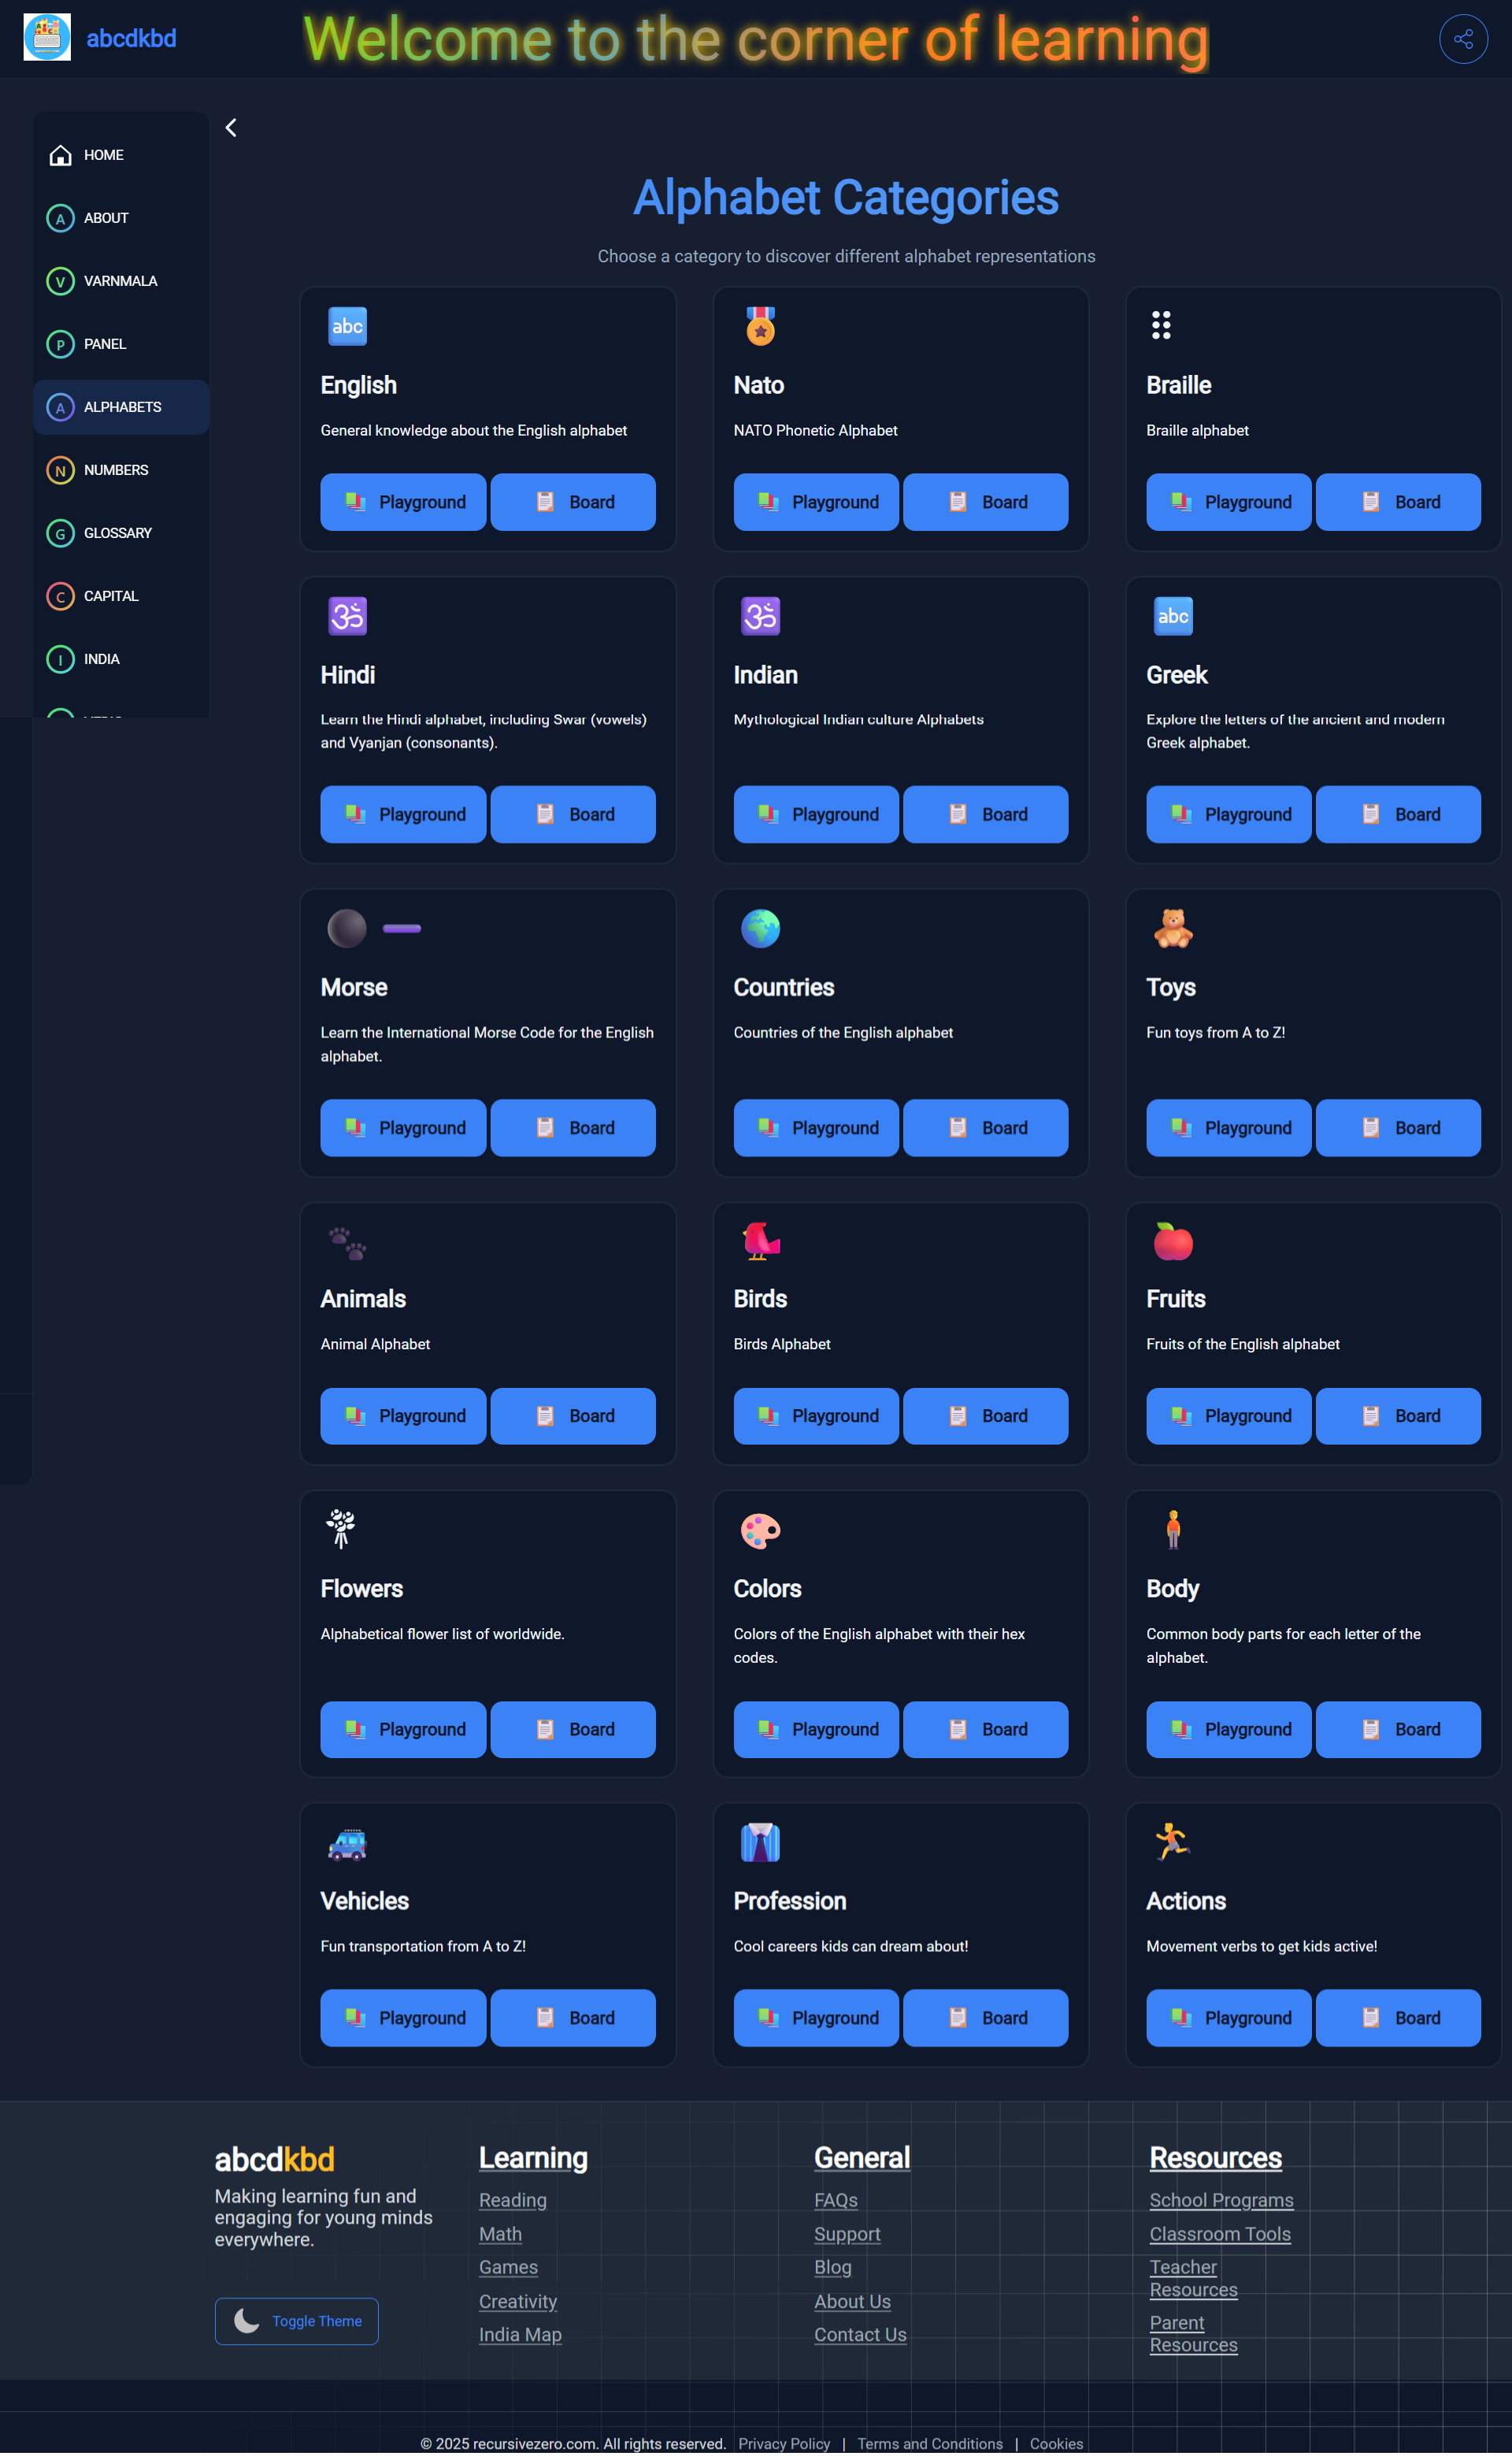 abcdkbd
Welcome to the corner of learning
HOME
A ABOUT
V VARNMALA
P PANEL
A ALPHABETS
N NUMBERS
G GLOSSARY
C CAPITAL
I INDIA
Alphabet Categories
Choose a category to discover different alphabet representations
abc
English
General knowledge about the English alphabet
Playground Board
Nato
NATO Phonetic Alphabet
Playground Board
Braille
Braille alphabet
Playground Board
ॐ
Hindi
Learn the Hindi alphabet, including Swar (vowels)
and Vyanjan (consonants).
Playground Board
ॐ
Indian
Mythological Indian culture Alphabets
Playground Board
abc
Greek
Explore the letters of the ancient and modern
Greek alphabet.
Playground Board
Morse
Learn the International Morse Code for the English
alphabet.
Playground Board
Countries
Countries of the English alphabet
Playground Board
Toys
Fun toys from A to Z!
Playground Board
Animals
Animal Alphabet
Playground Board
Birds
Birds Alphabet
Playground Board
Fruits
Fruits of the English alphabet
Playground Board
Flowers
Alphabetical flower list of worldwide.
Playground Board
Colors
Colors of the English alphabet with their hex
codes.
Playground Board
Body
Common body parts for each letter of the
alphabet.
Playground Board
Vehicles
Fun transportation from A to Z!
Playground Board
Profession
Cool careers kids can dream about!
Playground Board
Actions
Movement verbs to get kids active!
Playground Board
abcdkbd
Making learning fun and
engaging for young minds
everywhere.
Toggle Theme
Learning
Reading
Math
Games
Creativity
India Map
General
FAQs
Support
Blog
About Us
Contact Us
Resources
School Programs
Classroom Tools
Teacher
Resources
Parent
Resources
© 2025 recursivezero.com. All rights reserved. Privacy Policy | Terms and Conditions | Cookies